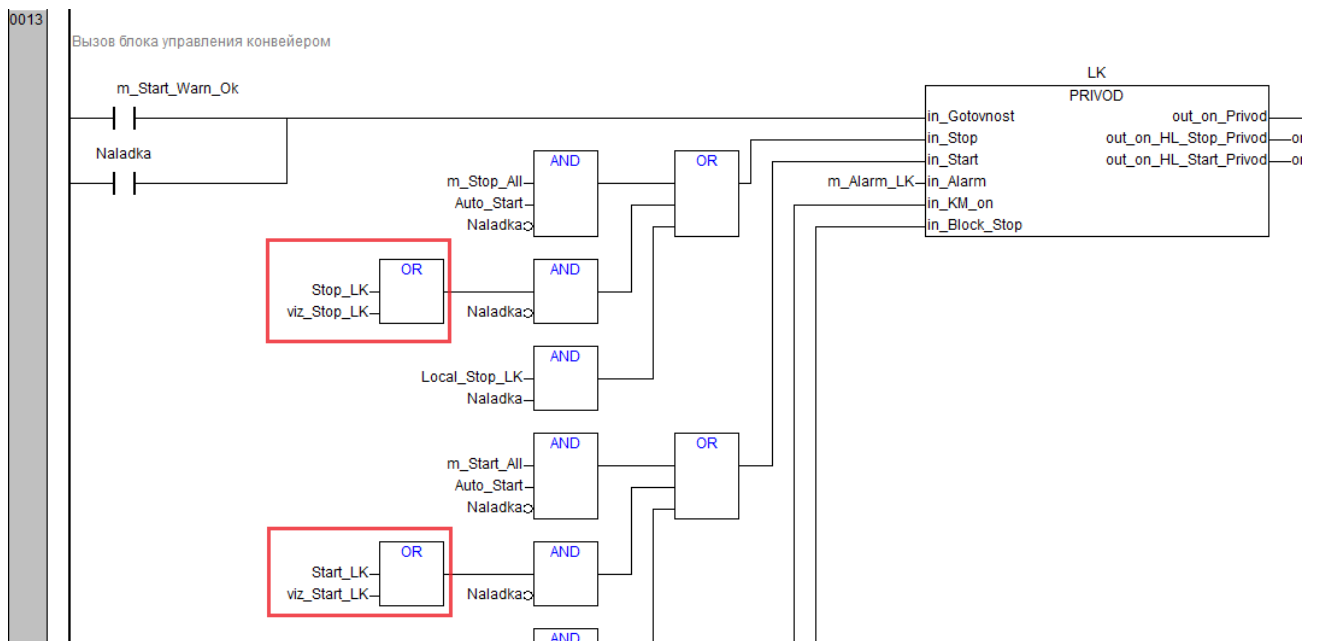 0013
Вызов блока управления конвейером
m_Start_Warn_Ok
Naladka
LK
PRIVOD
in_Gotovnost out_on_Privod
in_Stop out_on_HL_Stop_Privod
in_Start out_on_HL_Start_Privod
m_Alarm_LK in_Alarm
in_KM_on
in_Block_Stop
AND OR
m_Stop_All
Auto_Start
Naladka
OR AND
Stop_LK
viz_Stop_LK Naladka
AND
Local_Stop_LK
Naladka
AND OR
m_Start_All
Auto_Start
Naladka
OR AND
Start_LK
viz_Start_LK Naladka
AND